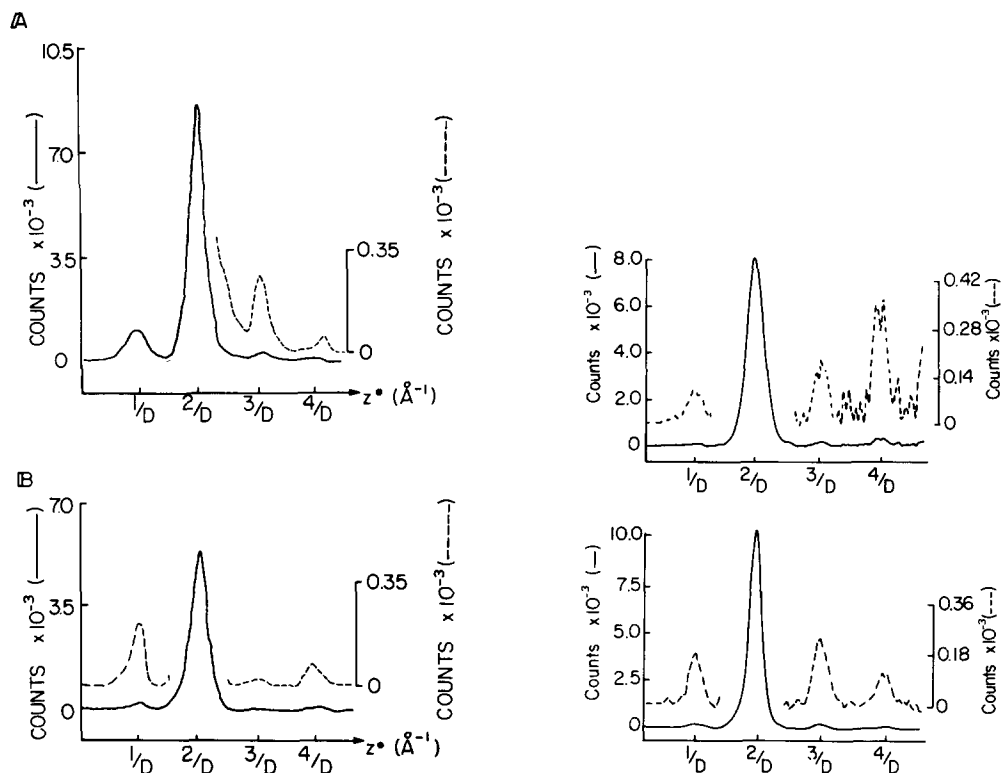 A
10.5
7.0
3.5
0
COUNTS x10⁻³ (——)
COUNTS x10⁻³ (-----)
0.35
0
1/D 2/D 3/D 4/D z* (Å⁻¹)
B
7.0
3.5
0
COUNTS x10⁻³ (——)
COUNTS x10⁻³ (-----)
0.35
0
1/D 2/D 3/D 4/D z* (Å⁻¹)
8.0
6.0
4.0
2.0
0
Counts x10⁻³ (—)
0.42
0.28
0.14
0
Counts x10⁻³ (---)
1/D 2/D 3/D 4/D
10.0
7.5
5.0
2.5
0
Counts x10⁻³ (—)
0.36
0.18
0
Counts x10⁻³ (---)
1/D 2/D 3/D 4/D